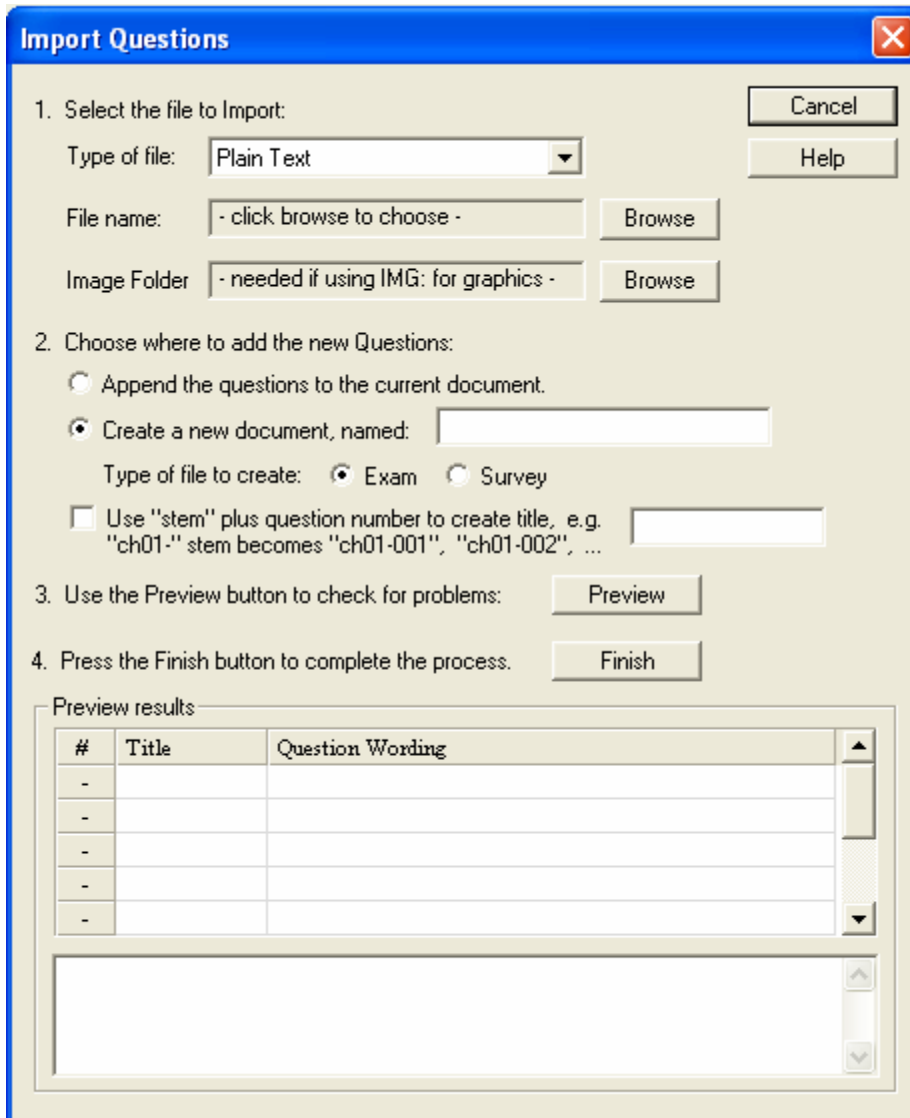 Import Questions
1. Select the file to Import:
Cancel
Type of file: Plain Text
Help
File name: - click browse to choose - Browse
Image Folder - needed if using IMG: for graphics - Browse
2. Choose where to add the new Questions:
Append the questions to the current document.
Create a new document, named:
Type of file to create: Exam Survey
Use "stem" plus question number to create title, e.g.
"ch01-" stem becomes "ch01-001", "ch01-002", ...
3. Use the Preview button to check for problems: Preview
4. Press the Finish button to complete the process. Finish
Preview results
# Title Question Wording
-
-
-
-
-